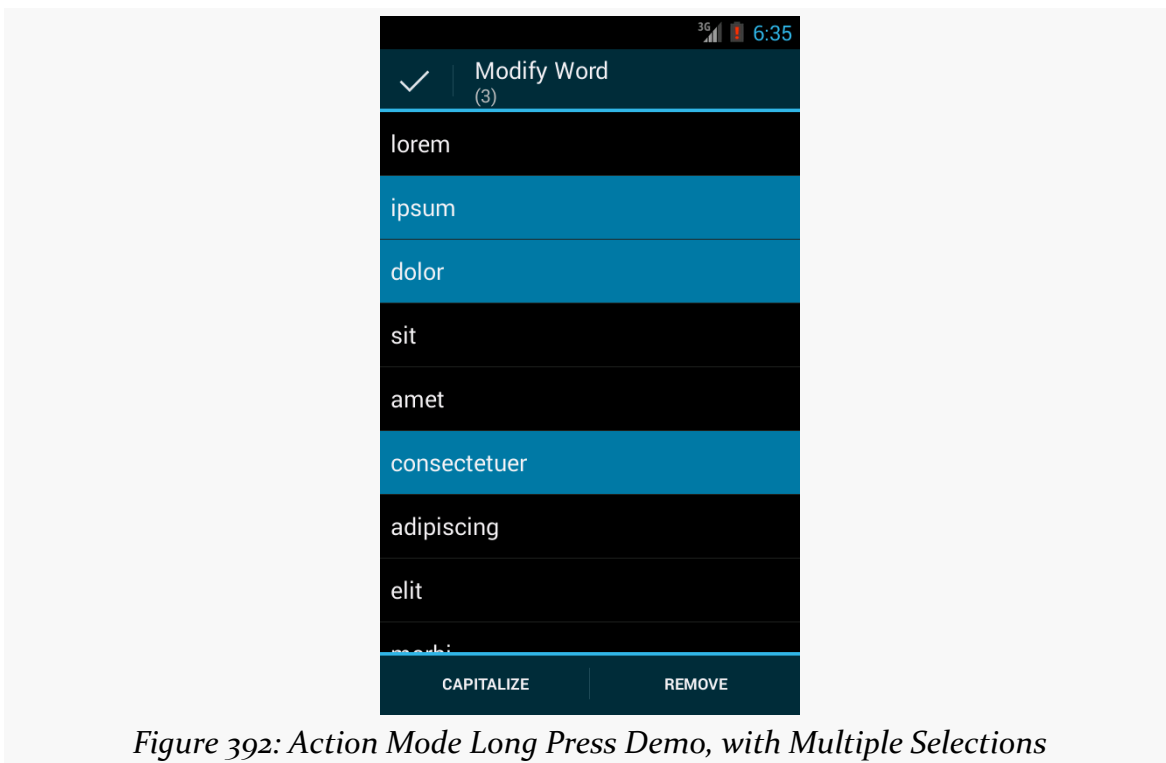 3G 6:35
Modify Word
(3)
lorem
ipsum
dolor
sit
amet
consectetuer
adipiscing
elit
morbi
CAPITALIZE REMOVE
Figure 392: Action Mode Long Press Demo, with Multiple Selections